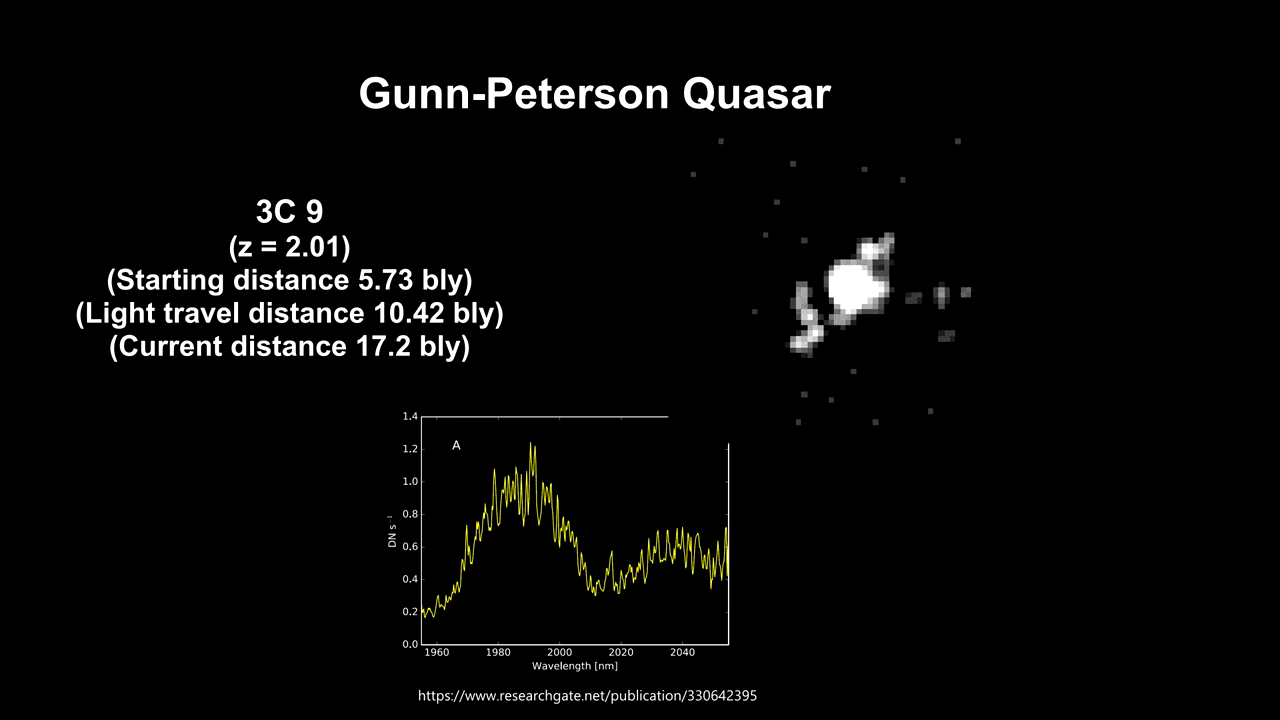 Gunn-Peterson Quasar
3C 9
(z = 2.01)
(Starting distance 5.73 bly)
(Light travel distance 10.42 bly)
(Current distance 17.2 bly)
1.4
A
1.2
1.0
0.8
DN s⁻¹
0.6
0.4
0.2
0.0
1960 1980 2000 2020 2040
Wavelength [nm]
https://www.researchgate.net/publication/330642395